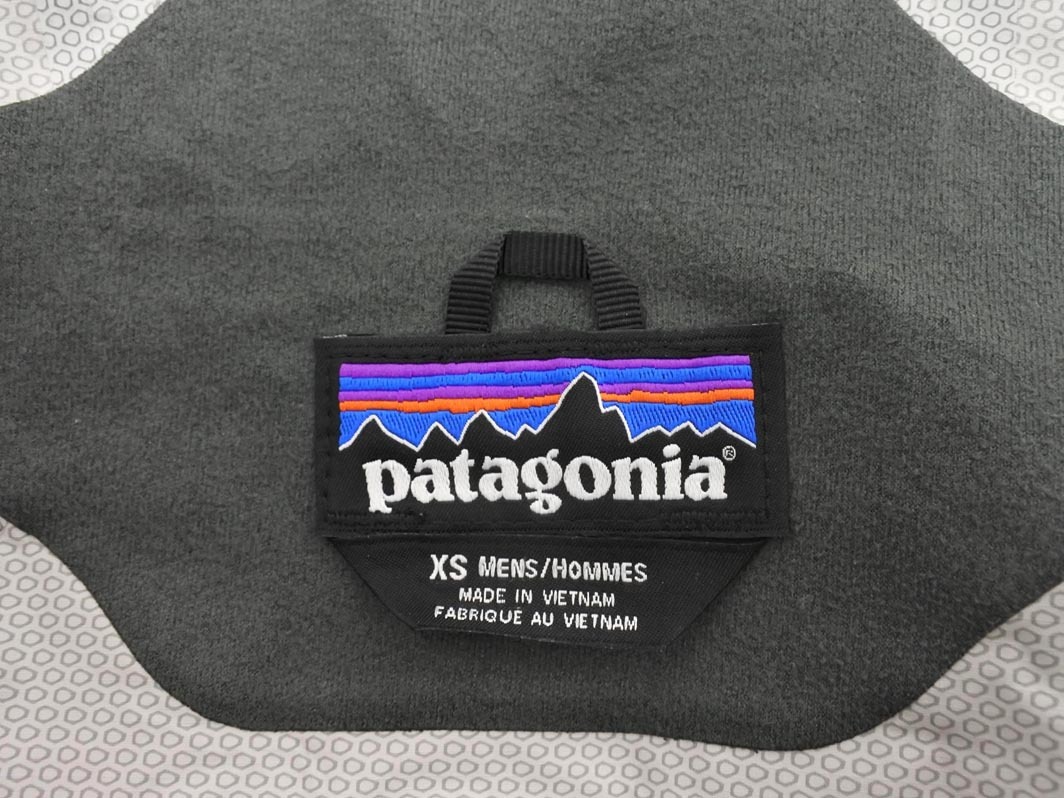 patagonia®
XS MENS/HOMMES
MADE IN VIETNAM
FABRIQUÉ AU VIETNAM